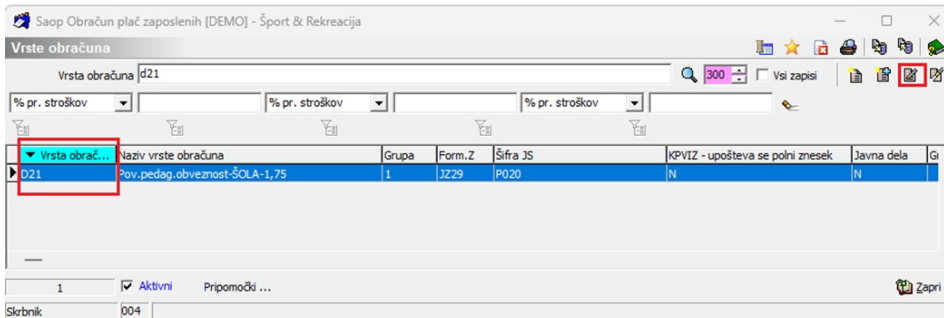 Saop Obračun plač zaposlenih [DEMO] - Šport & Rekreacija
Vrste obračuna
Vrsta obračuna d21 300 Vsi zapisi
% pr. stroškov % pr. stroškov % pr. stroškov
Vrsta obrač... Naziv vrste obračuna Grupa Form.Z Šifra JS KPVIZ - upošteva se polni znesek Javna dela Gr
D21 Pov.pedag.obveznost-ŠOLA-1,75 1 JZ29 P020 N N
1 Aktivni Pripomočki ... Zapri
Skrbnik 004